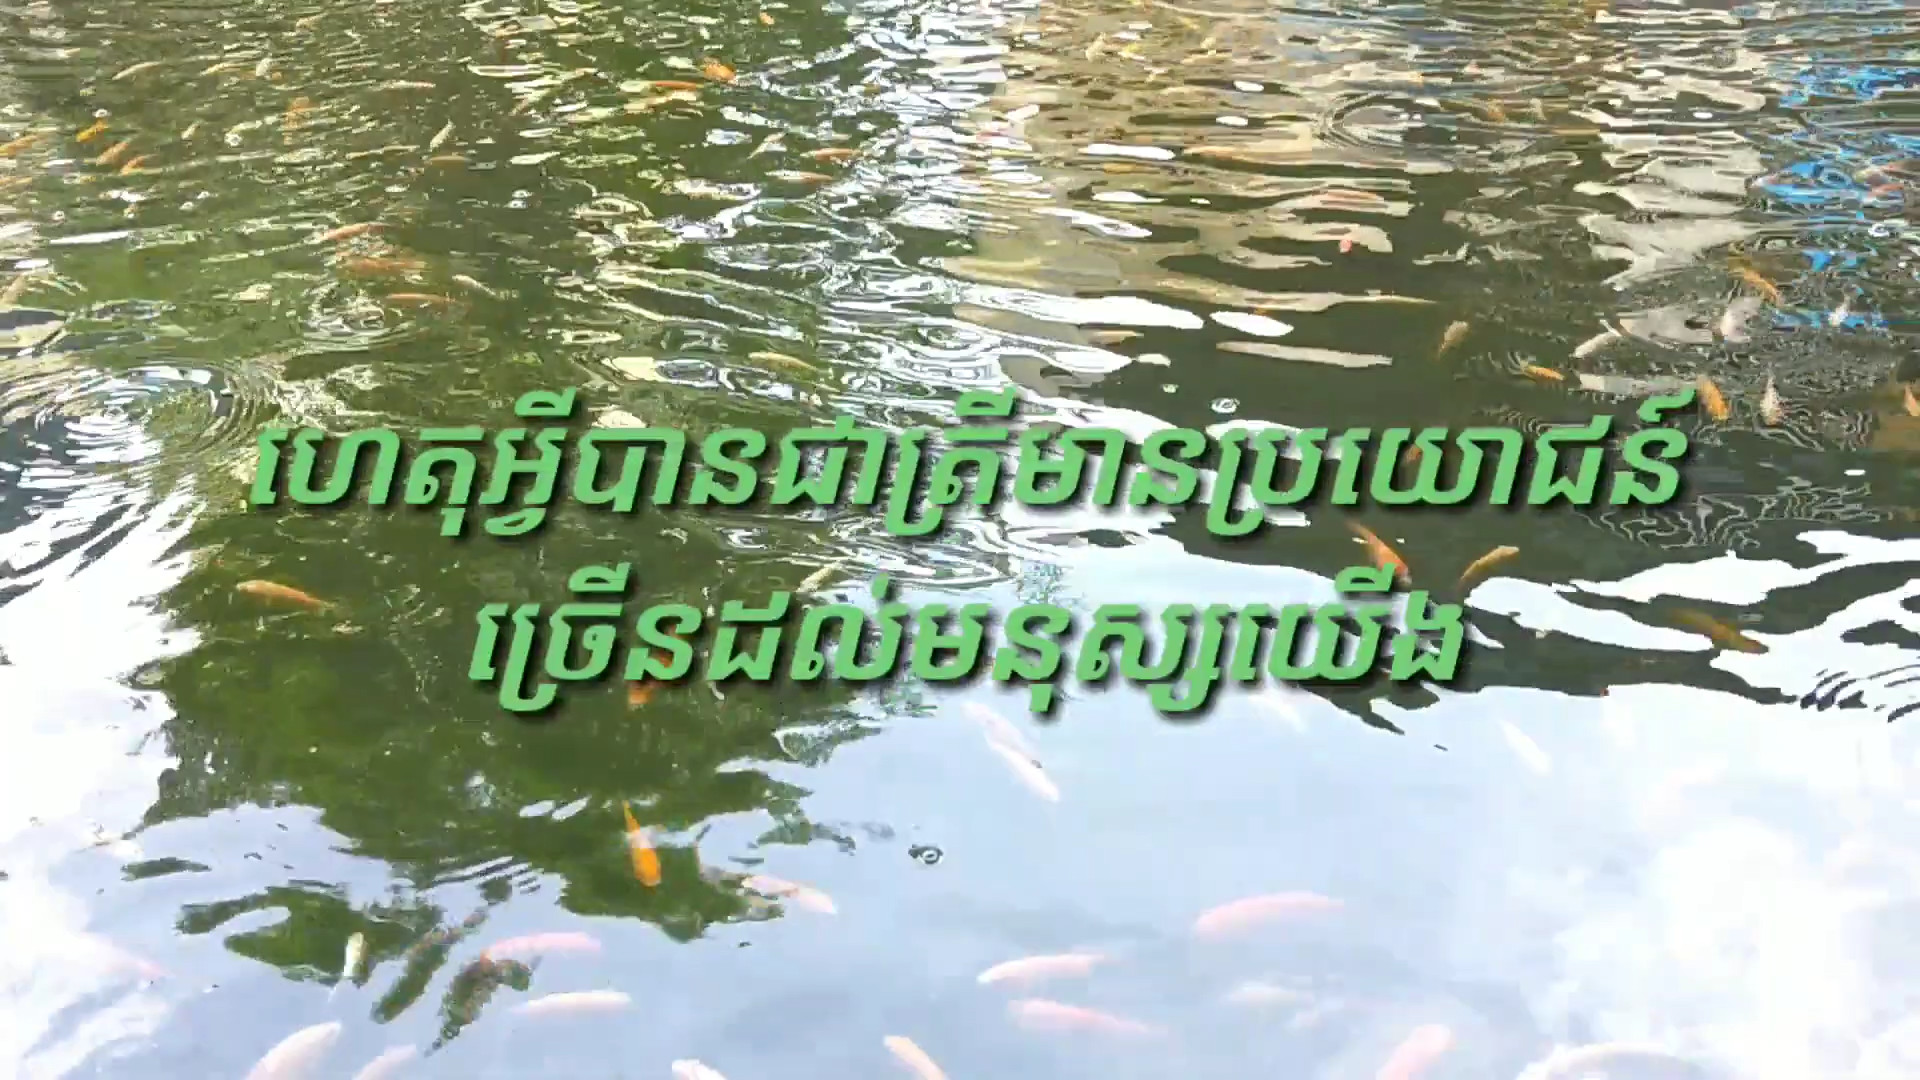 ហេតុអ្វីបានជាត្រីមានប្រយោជន៍
ច្រើនដល់មនុស្សយើង